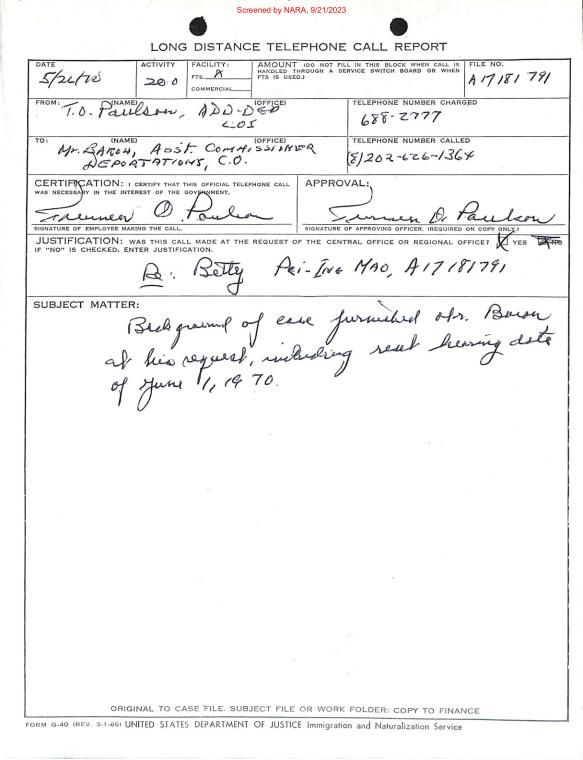 Screened by NARA, 9/21/2023
LONG DISTANCE TELEPHONE CALL REPORT
DATE
5/26/70
ACTIVITY
200
FACILITY:
FTS. X
COMMERCIAL
AMOUNT (DO NOT FILL IN THIS BLOCK WHEN CALL IS
HANDLED THROUGH A SERVICE SWITCH BOARD OR WHEN
FTS IS USED.)
FILE NO.
A17 181 791
FROM: (NAME) (OFFICE)
T.O. Paulson, ADD-DED
LOS
TELEPHONE NUMBER CHARGED
688-2777
TO: (NAME) (OFFICE)
Mr. BARON, Asst. COMMISSIONER
DEPORTATIONS, C.O.
TELEPHONE NUMBER CALLED
(8)202-626-1364
CERTIFICATION: I CERTIFY THAT THIS OFFICIAL TELEPHONE CALL
WAS NECESSARY IN THE INTEREST OF THE GOVERNMENT.
O. Paulson
SIGNATURE OF EMPLOYEE MAKING THE CALL.
APPROVAL:
O. Paulson
SIGNATURE OF APPROVING OFFICER. (REQUIRED ON COPY ONLY.)
JUSTIFICATION: WAS THIS CALL MADE AT THE REQUEST OF THE CENTRAL OFFICE OR REGIONAL OFFICE? X YES NO
IF "NO" IS CHECKED, ENTER JUSTIFICATION.
Re: Betty Pei-Ing MAO, A17 181 791
SUBJECT MATTER:
Background of case furnished Mr. Baron
at his request, including reset hearing date
of June 1, 1970.
ORIGINAL TO CASE FILE. SUBJECT FILE OR WORK FOLDER: COPY TO FINANCE
FORM G-40 (REV. 3-1-66) UNITED STATES DEPARTMENT OF JUSTICE Immigration and Naturalization Service